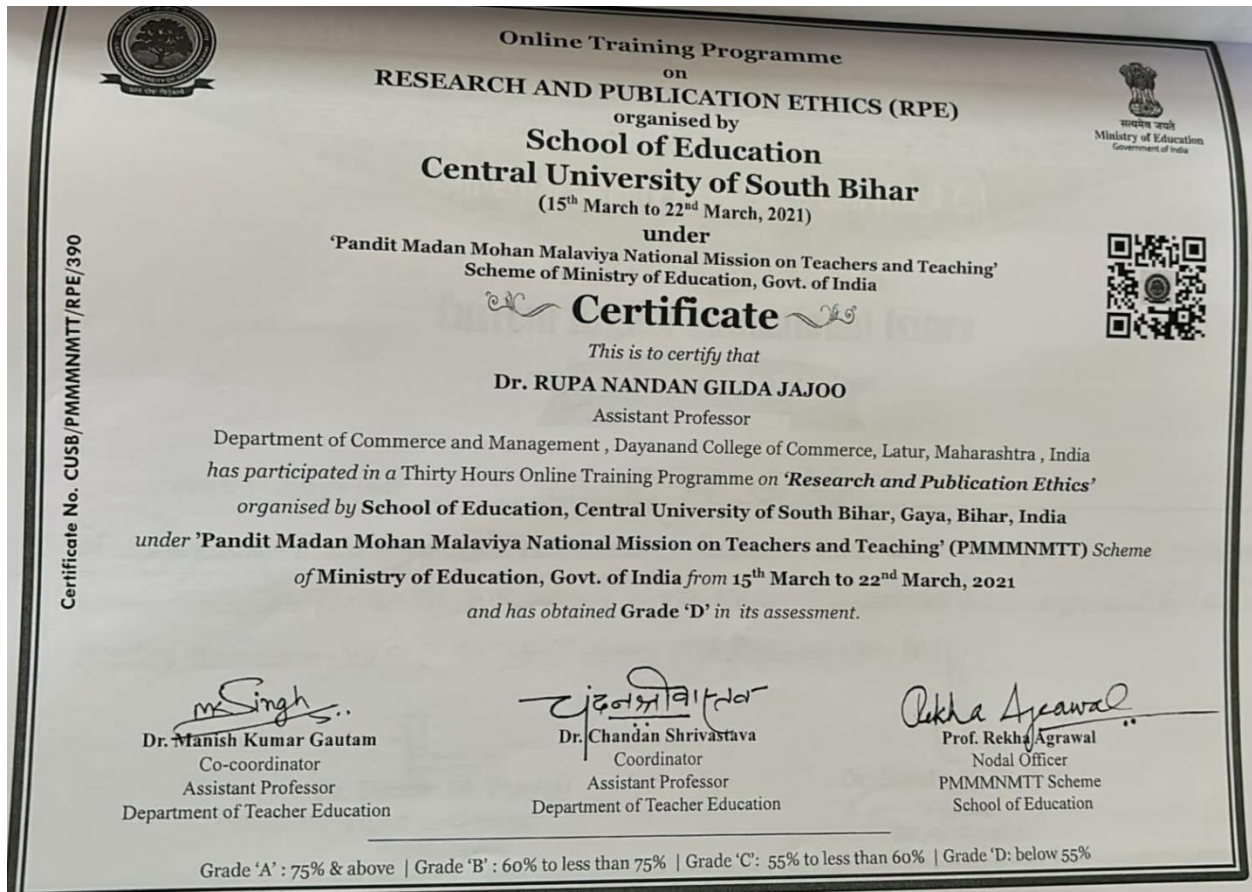 Online Training Programme
on
RESEARCH AND PUBLICATION ETHICS (RPE)
organised by
School of Education
Central University of South Bihar
(15th March to 22nd March, 2021)
under
‘Pandit Madan Mohan Malaviya National Mission on Teachers and Teaching’
Scheme of Ministry of Education, Govt. of India
Certificate
सत्यमेव जयते
Ministry of Education
Government of India
Certificate No. CUSB/PMMMNMTT/RPE/390
This is to certify that
Dr. RUPA NANDAN GILDA JAJOO
Assistant Professor
Department of Commerce and Management , Dayanand College of Commerce, Latur, Maharashtra , India
has participated in a Thirty Hours Online Training Programme on ‘Research and Publication Ethics’
organised by School of Education, Central University of South Bihar, Gaya, Bihar, India
under ’Pandit Madan Mohan Malaviya National Mission on Teachers and Teaching’ (PMMMNMTT) Scheme
of Ministry of Education, Govt. of India from 15th March to 22nd March, 2021
and has obtained Grade ‘D’ in its assessment.
MK Singh
चंदन श्रीवास्तव
Rekha Agrawal
Dr. Manish Kumar Gautam
Co-coordinator
Assistant Professor
Department of Teacher Education
Dr. Chandan Shrivastava
Coordinator
Assistant Professor
Department of Teacher Education
Prof. Rekha Agrawal
Nodal Officer
PMMMNMTT Scheme
School of Education
Grade ‘A’ : 75% & above | Grade ‘B’ : 60% to less than 75% | Grade ‘C’: 55% to less than 60% | Grade ‘D: below 55%